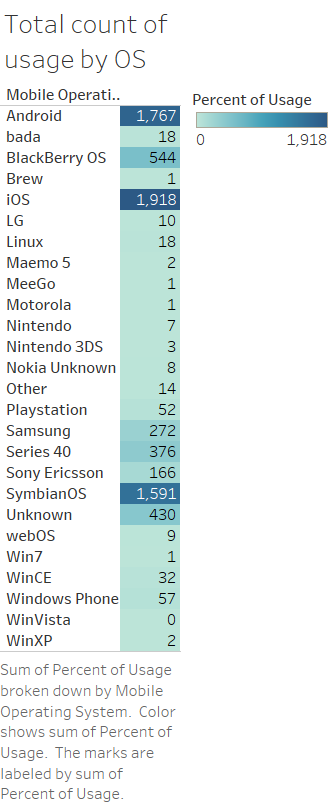 Total count of
usage by OS
Mobile Operati..
Android 1,767
bada 18
BlackBerry OS 544
Brew 1
iOS 1,918
LG 10
Linux 18
Maemo 5 2
MeeGo 1
Motorola 1
Nintendo 7
Nintendo 3DS 3
Nokia Unknown 8
Other 14
Playstation 52
Samsung 272
Series 40 376
Sony Ericsson 166
SymbianOS 1,591
Unknown 430
webOS 9
Win7 1
WinCE 32
Windows Phone 57
WinVista 0
WinXP 2
Percent of Usage
0 1,918
Sum of Percent of Usage
broken down by Mobile
Operating System. Color
shows sum of Percent of
Usage. The marks are
labeled by sum of
Percent of Usage.